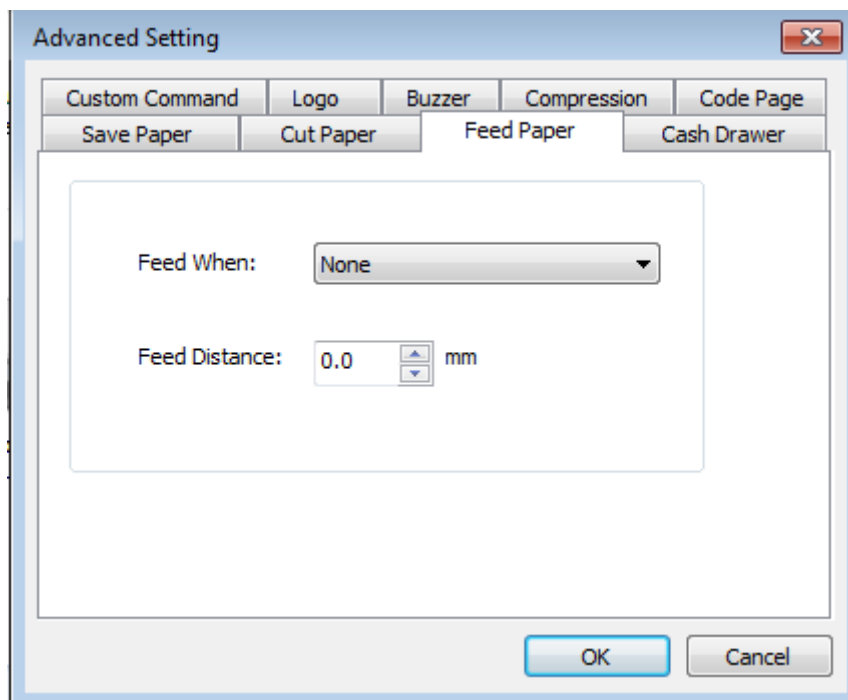 Advanced Setting
Custom Command Logo Buzzer Compression Code Page
Save Paper Cut Paper Feed Paper Cash Drawer
Feed When: None
Feed Distance: 0.0 mm
OK Cancel